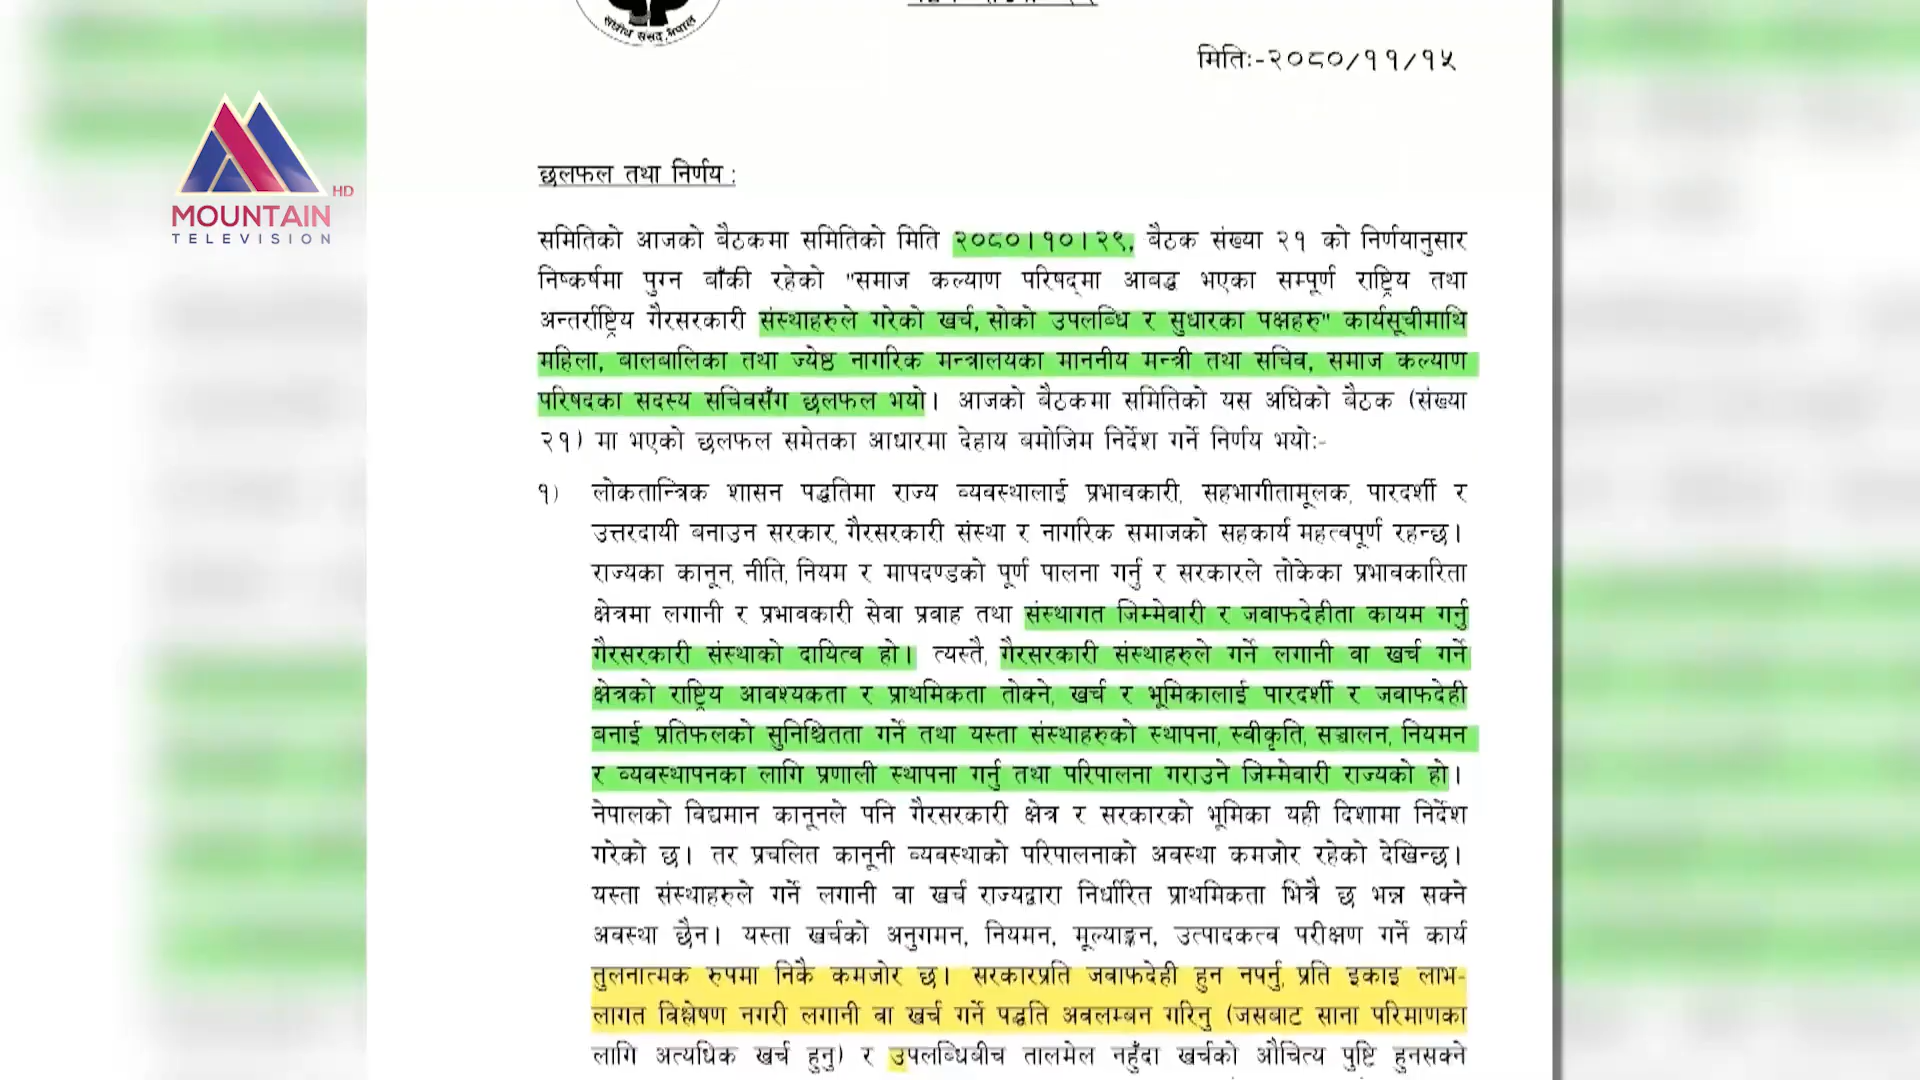 संघीय संसद, नेपाल
मितिः-२०८०/११/१५
MOUNTAIN HD
TELEVISION
छलफल तथा निर्णय :
समितिको आजको बैठकमा समितिको मिति २०८०।१०।२९, बैठक संख्या २१ को निर्णयानुसार
निष्कर्षमा पुग्न बाँकी रहेको "समाज कल्याण परिषद्‌मा आबद्ध भएका सम्पूर्ण राष्ट्रिय तथा
अन्तर्राष्ट्रिय गैरसरकारी संस्थाहरुले गरेको खर्च, सोको उपलब्धि र सुधारका पक्षहरु" कार्यसूचीमाथि
महिला, बालबालिका तथा ज्येष्ठ नागरिक मन्त्रालयका माननीय मन्त्री तथा सचिव, समाज कल्याण
परिषदका सदस्य सचिवसँग छलफल भयो। आजको बैठकमा समितिको यस अघिको बैठक (संख्या
२१) मा भएको छलफल समेतका आधारमा देहाय बमोजिम निर्देश गर्ने निर्णय भयोः-
१) लोकतान्त्रिक शासन पद्धतिमा राज्य व्यवस्थालाई प्रभावकारी, सहभागीतामूलक, पारदर्शी र
उत्तरदायी बनाउन सरकार, गैरसरकारी संस्था र नागरिक समाजको सहकार्य महत्वपूर्ण रहन्छ।
राज्यका कानून, नीति, नियम र मापदण्डको पूर्ण पालना गर्नु र सरकारले तोकेका प्रभावकारिता
क्षेत्रमा लगानी र प्रभावकारी सेवा प्रवाह तथा संस्थागत जिम्मेवारी र जवाफदेहीता कायम गर्नु
गैरसरकारी संस्थाको दायित्व हो। त्यस्तै, गैरसरकारी संस्थाहरुले गर्ने लगानी वा खर्च गर्ने
क्षेत्रको राष्ट्रिय आवश्यकता र प्राथमिकता तोक्ने, खर्च र भूमिकालाई पारदर्शी र जवाफदेही
बनाई प्रतिफलको सुनिश्चितता गर्ने तथा यस्ता संस्थाहरुको स्थापना, स्वीकृति, सञ्चालन, नियमन
र व्यवस्थापनका लागि प्रणाली स्थापना गर्नु तथा परिपालना गराउने जिम्मेवारी राज्यको हो।
नेपालको विद्यमान कानूनले पनि गैरसरकारी क्षेत्र र सरकारको भूमिका यही दिशामा निर्देश
गरेको छ। तर प्रचलित कानूनी व्यवस्थाको परिपालनाको अवस्था कमजोर रहेको देखिन्छ।
यस्ता संस्थाहरुले गर्ने लगानी वा खर्च राज्यद्वारा निर्धारित प्राथमिकता भित्रै छ भन्न सक्ने
अवस्था छैन। यस्ता खर्चको अनुगमन, नियमन, मूल्याङ्कन, उत्पादकत्व परीक्षण गर्ने कार्य
तुलनात्मक रुपमा निकै कमजोर छ। सरकारप्रति जवाफदेही हुन नपर्नु, प्रति इकाइ लाभ-
लागत विश्लेषण नगरी लगानी वा खर्च गर्ने पद्धति अवलम्बन गरिनु (जसबाट साना परिमाणका
लागि अत्यधिक खर्च हुनु) र उपलब्धिबीच तालमेल नहुँदा खर्चको औचित्य पुष्टि हुनसक्ने